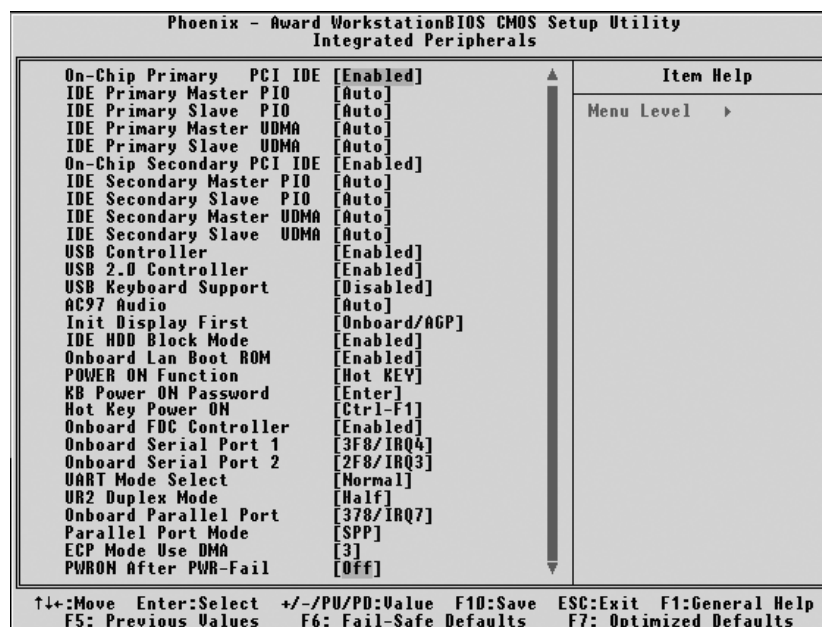 Phoenix - Award WorkstationBIOS CMOS Setup Utility
Integrated Peripherals
On-Chip Primary PCI IDE [Enabled]
IDE Primary Master PIO [Auto]
IDE Primary Slave PIO [Auto]
IDE Primary Master UDMA [Auto]
IDE Primary Slave UDMA [Auto]
On-Chip Secondary PCI IDE [Enabled]
IDE Secondary Master PIO [Auto]
IDE Secondary Slave PIO [Auto]
IDE Secondary Master UDMA [Auto]
IDE Secondary Slave UDMA [Auto]
USB Controller [Enabled]
USB 2.0 Controller [Enabled]
USB Keyboard Support [Disabled]
AC97 Audio [Auto]
Init Display First [Onboard/AGP]
IDE HDD Block Mode [Enabled]
Onboard Lan Boot ROM [Enabled]
POWER ON Function [Hot KEY]
KB Power ON Password [Enter]
Hot Key Power ON [Ctrl-F1]
Onboard FDC Controller [Enabled]
Onboard Serial Port 1 [3F8/IRQ4]
Onboard Serial Port 2 [2F8/IRQ3]
UART Mode Select [Normal]
UR2 Duplex Mode [Half]
Onboard Parallel Port [378/IRQ7]
Parallel Port Mode [SPP]
ECP Mode Use DMA [3]
PWRON After PWR-Fail [Off]
Item Help
Menu Level ▸
↑↓←:Move Enter:Select +/-/PU/PD:Value F10:Save ESC:Exit F1:General Help
F5: Previous Values F6: Fail-Safe Defaults F7: Optimized Defaults